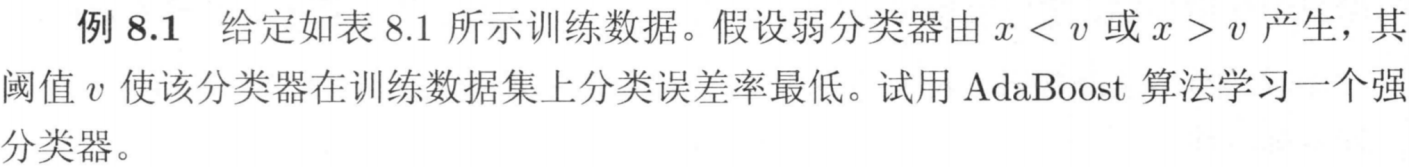 例 8.1 给定如表 8.1 所示训练数据。假设弱分类器由 x < v 或 x > v 产生，其
阈值 v 使该分类器在训练数据集上分类误差率最低。试用 AdaBoost 算法学习一个强
分类器。